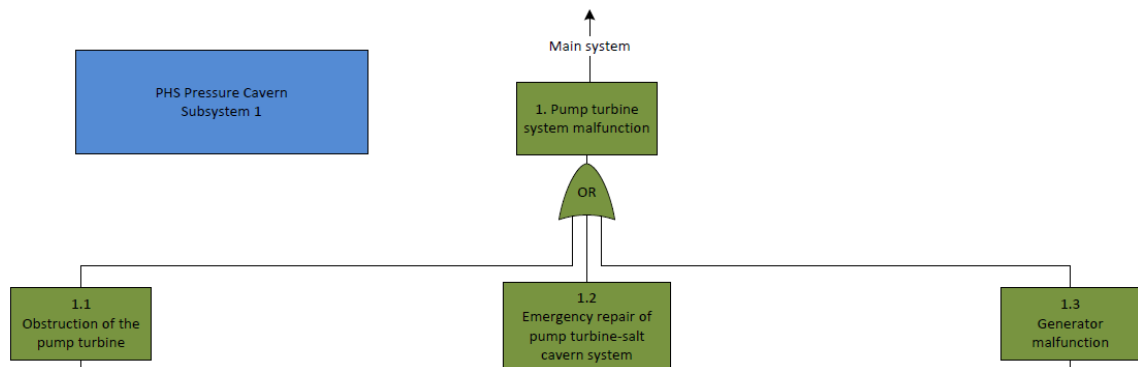 Main system
PHS Pressure Cavern
Subsystem 1
1. Pump turbine
system malfunction
OR
1.1
Obstruction of the
pump turbine
1.2
Emergency repair of
pump turbine-salt
cavern system
1.3
Generator
malfunction